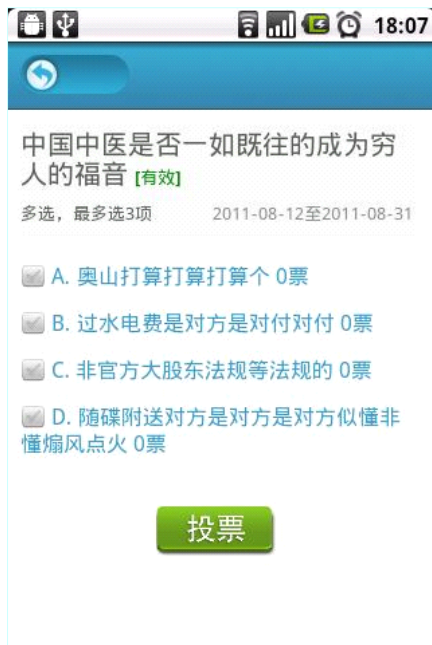 18:07
中国中医是否一如既往的成为穷
人的福音 [有效]
多选，最多选3项 2011-08-12至2011-08-31
A. 奥山打算打算打算个 0票
B. 过水电费是对方是对付对付 0票
C. 非官方大股东法规等法规的 0票
D. 随碟附送对方是对方是对方似懂非
懂煽风点火 0票
投票